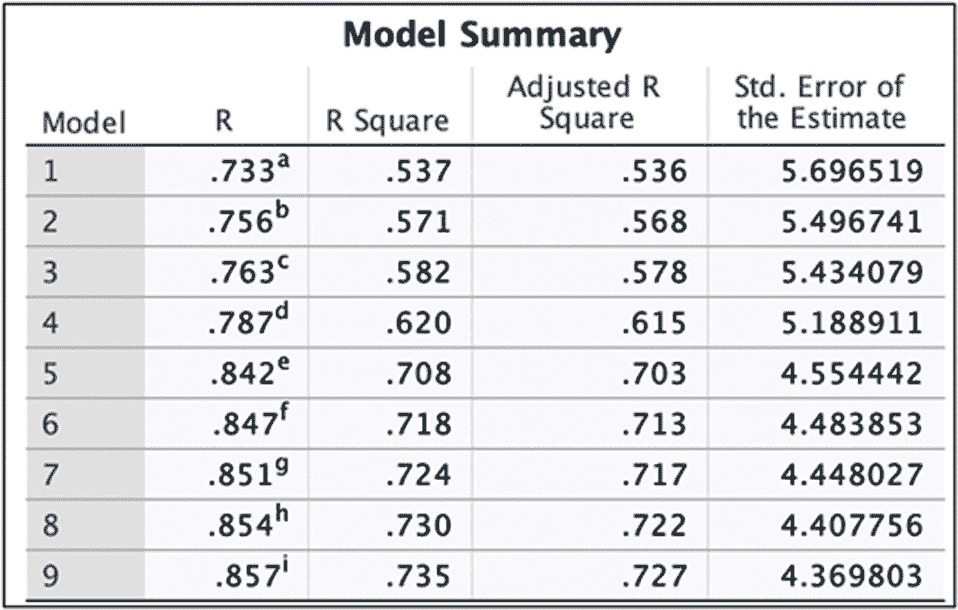 Model Summary
Model R R Square Adjusted R Square Std. Error of the Estimate
1 .733a .537 .536 5.696519
2 .756b .571 .568 5.496741
3 .763c .582 .578 5.434079
4 .787d .620 .615 5.188911
5 .842e .708 .703 4.554442
6 .847f .718 .713 4.483853
7 .851g .724 .717 4.448027
8 .854h .730 .722 4.407756
9 .857i .735 .727 4.369803